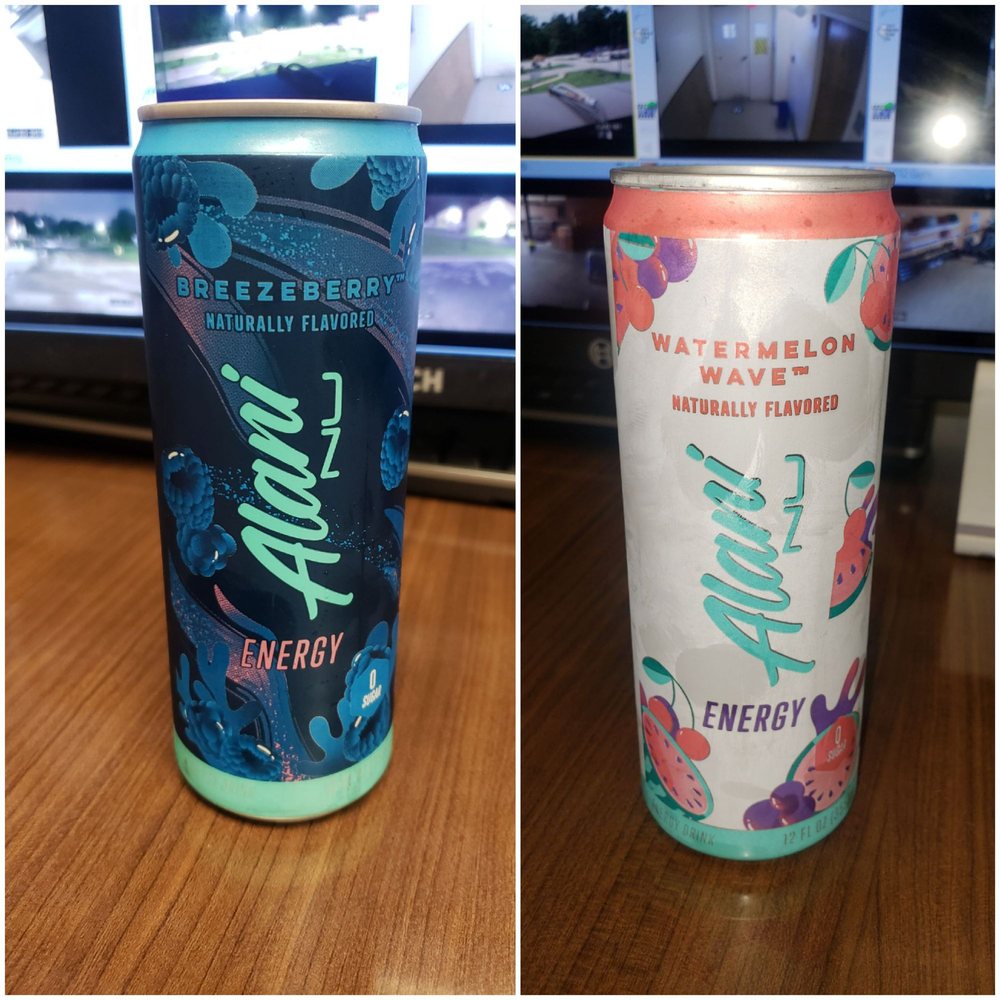 BREEZEBERRY™
NATURALLY FLAVORED
Alani
NU
ENERGY
0
SUGAR
WATERMELON
WAVE™
NATURALLY FLAVORED
Alani
NU
ENERGY
0
SUGAR
DRINK
12 FL OZ